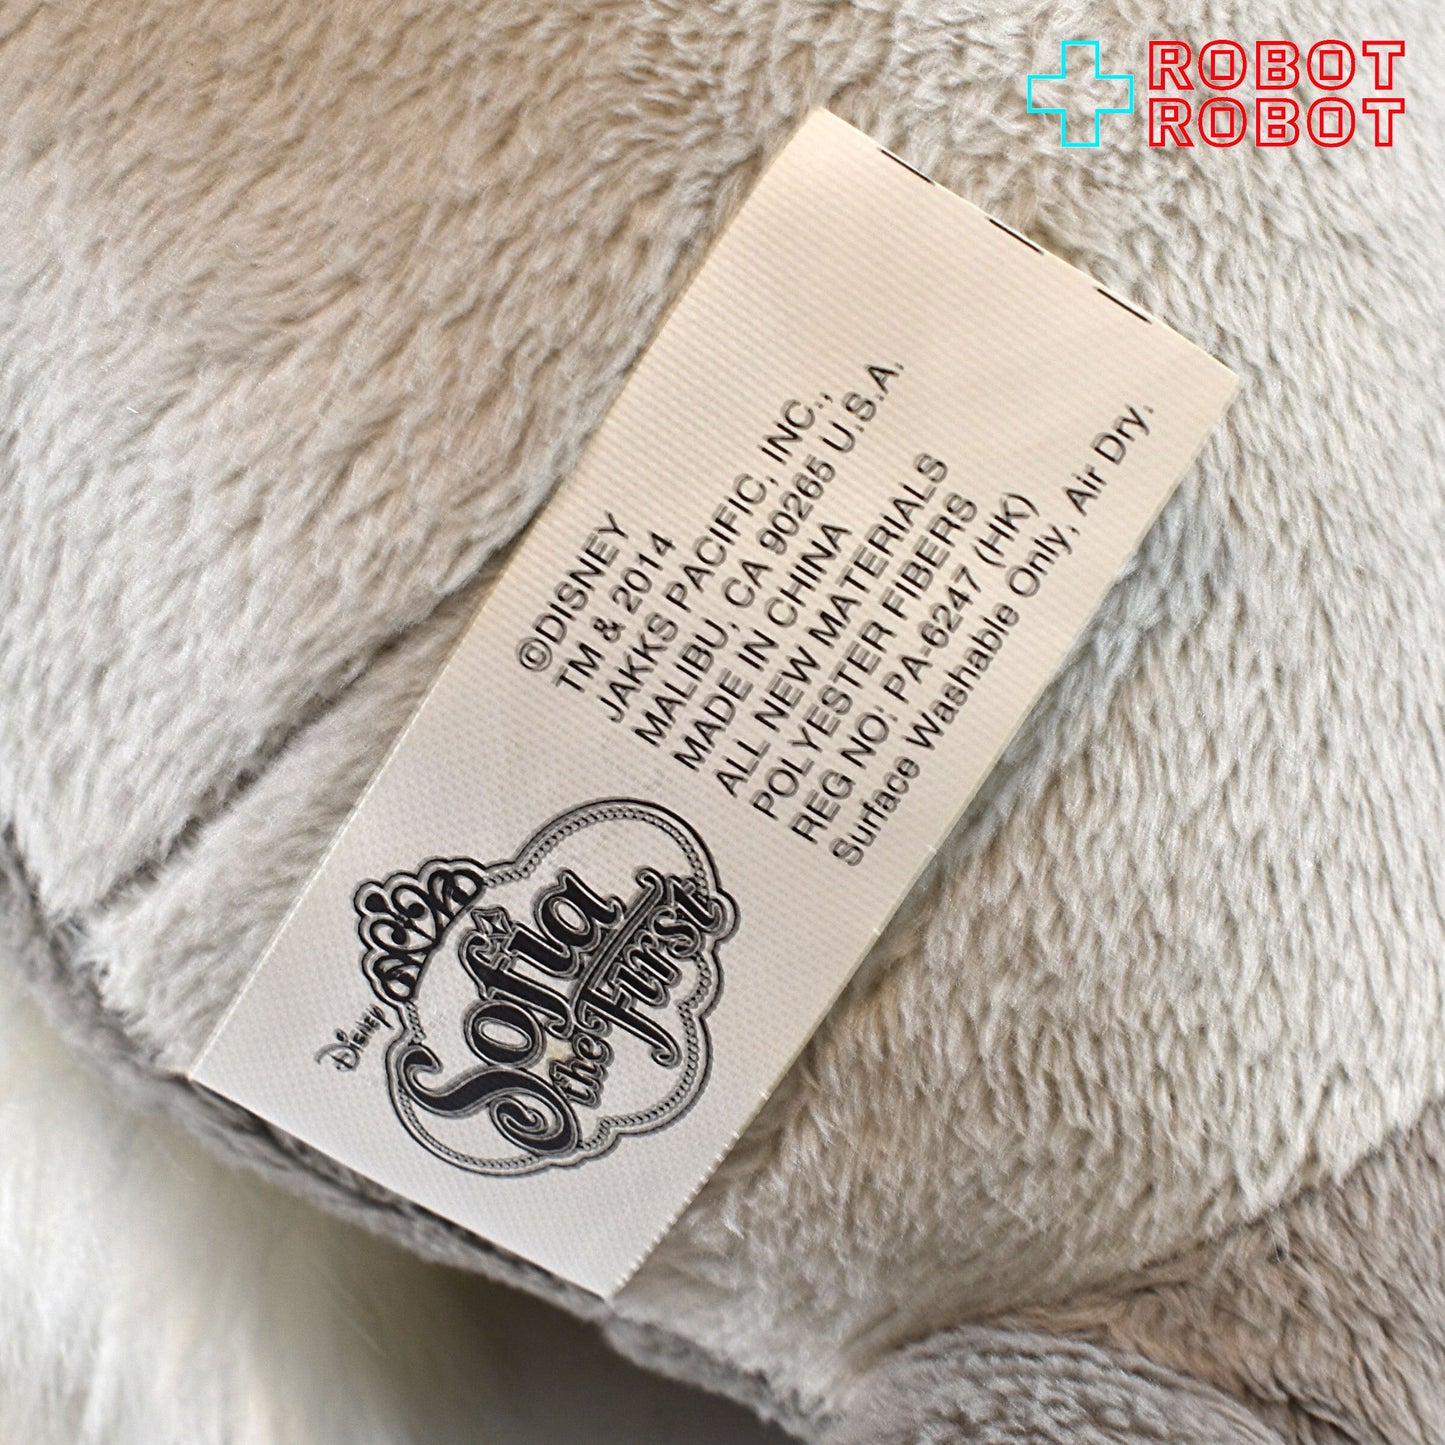 ROBOT
ROBOT
©DISNEY
TM & 2014
JAKKS PACIFIC, INC.,
MALIBU, CA 90265 U.S.A.
MADE IN CHINA
ALL NEW MATERIALS
POLYESTER FIBERS
REG NO. PA-6247 (HK)
Surface Washable Only, Air Dry.
DISNEY
Sofia
the First